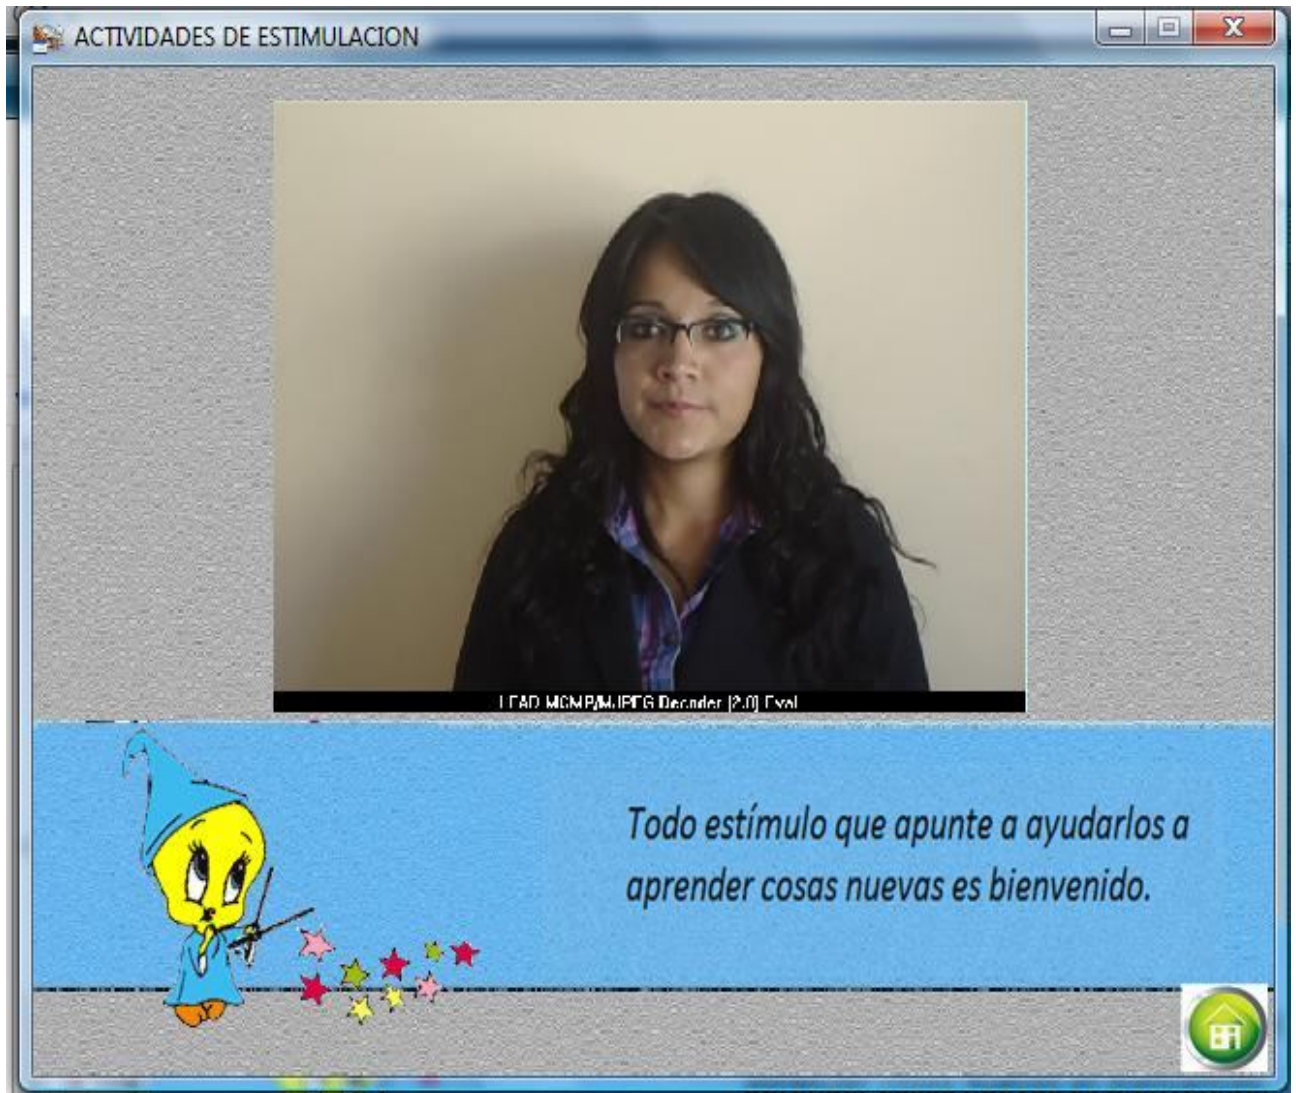 ACTIVIDADES DE ESTIMULACION
LEAD MCMP/MJPEG Decoder [2.0] Eval
Todo estímulo que apunte a ayudarlos a
aprender cosas nuevas es bienvenido.